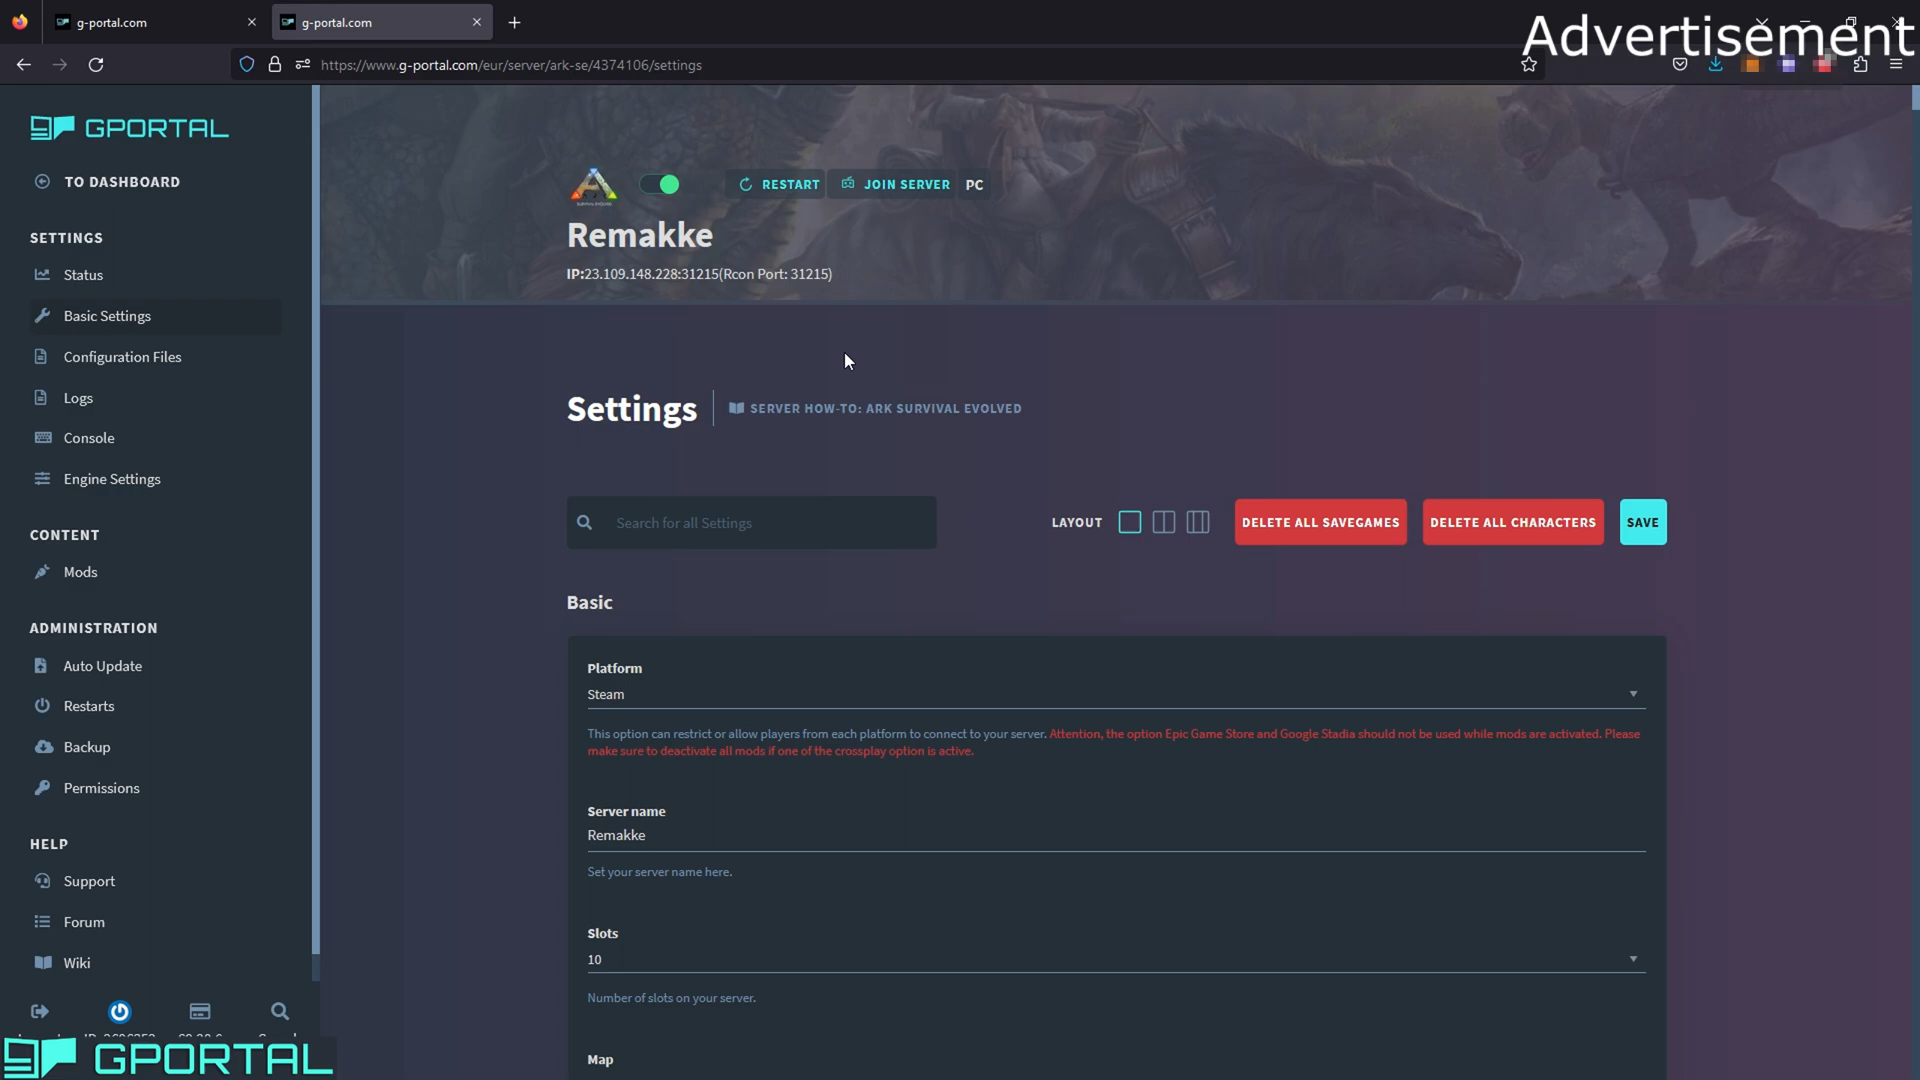 g-portal.com
g-portal.com
Advertisement
https://www.g-portal.com/eur/server/ark-se/4374106/settings
GPORTAL
TO DASHBOARD
SETTINGS
Status
Basic Settings
Configuration Files
Logs
Console
Engine Settings
CONTENT
Mods
ADMINISTRATION
Auto Update
Restarts
Backup
Permissions
HELP
Support
Forum
Wiki
GPORTAL
RESTART JOIN SERVER PC
Remakke
IP:23.109.148.228:31215(Rcon Port: 31215)
Settings SERVER HOW-TO: ARK SURVIVAL EVOLVED
Search for all Settings LAYOUT DELETE ALL SAVEGAMES DELETE ALL CHARACTERS SAVE
Basic
Platform
Steam
This option can restrict or allow players from each platform to connect to your server. Attention, the option Epic Game Store and Google Stadia should not be used while mods are activated. Please
make sure to deactivate all mods if one of the crossplay option is active.
Server name
Remakke
Set your server name here.
Slots
10
Number of slots on your server.
Map